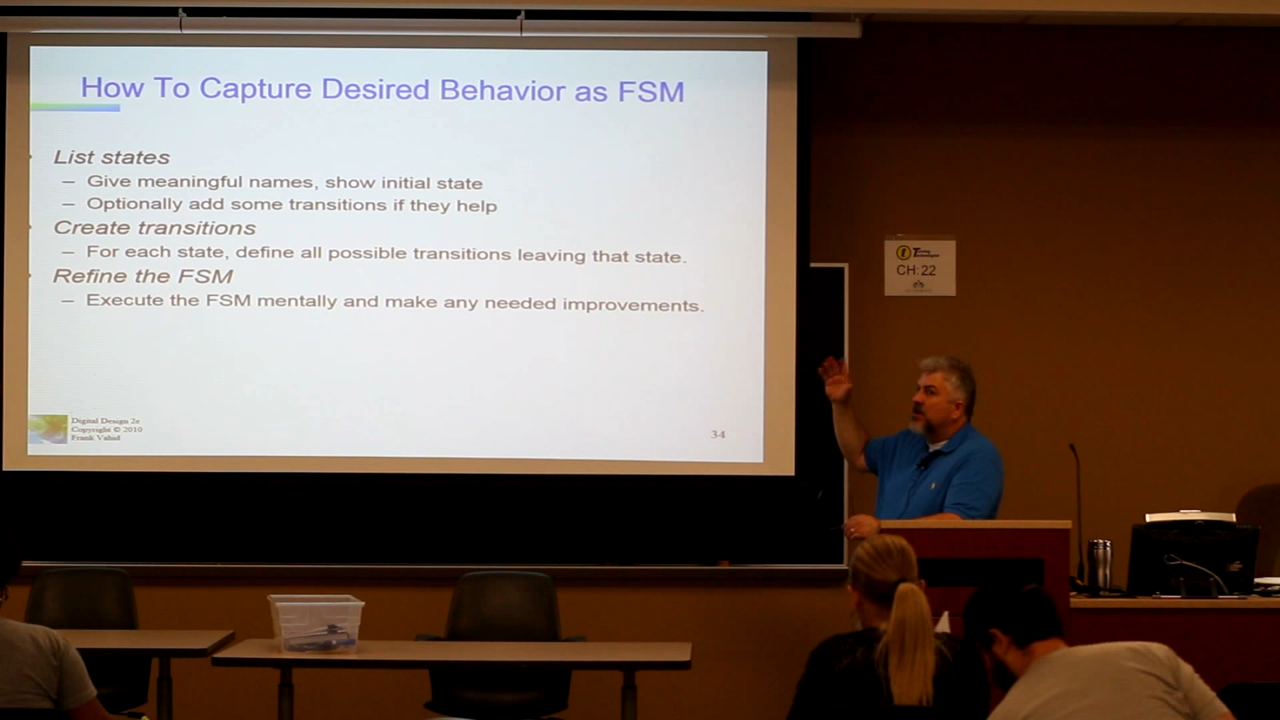 How To Capture Desired Behavior as FSM
List states
– Give meaningful names, show initial state
– Optionally add some transitions if they help
Create transitions
– For each state, define all possible transitions leaving that state.
Refine the FSM
– Execute the FSM mentally and make any needed improvements.
Digital Design 2e
Copyright © 2010
Frank Vahid
34
CH: 22